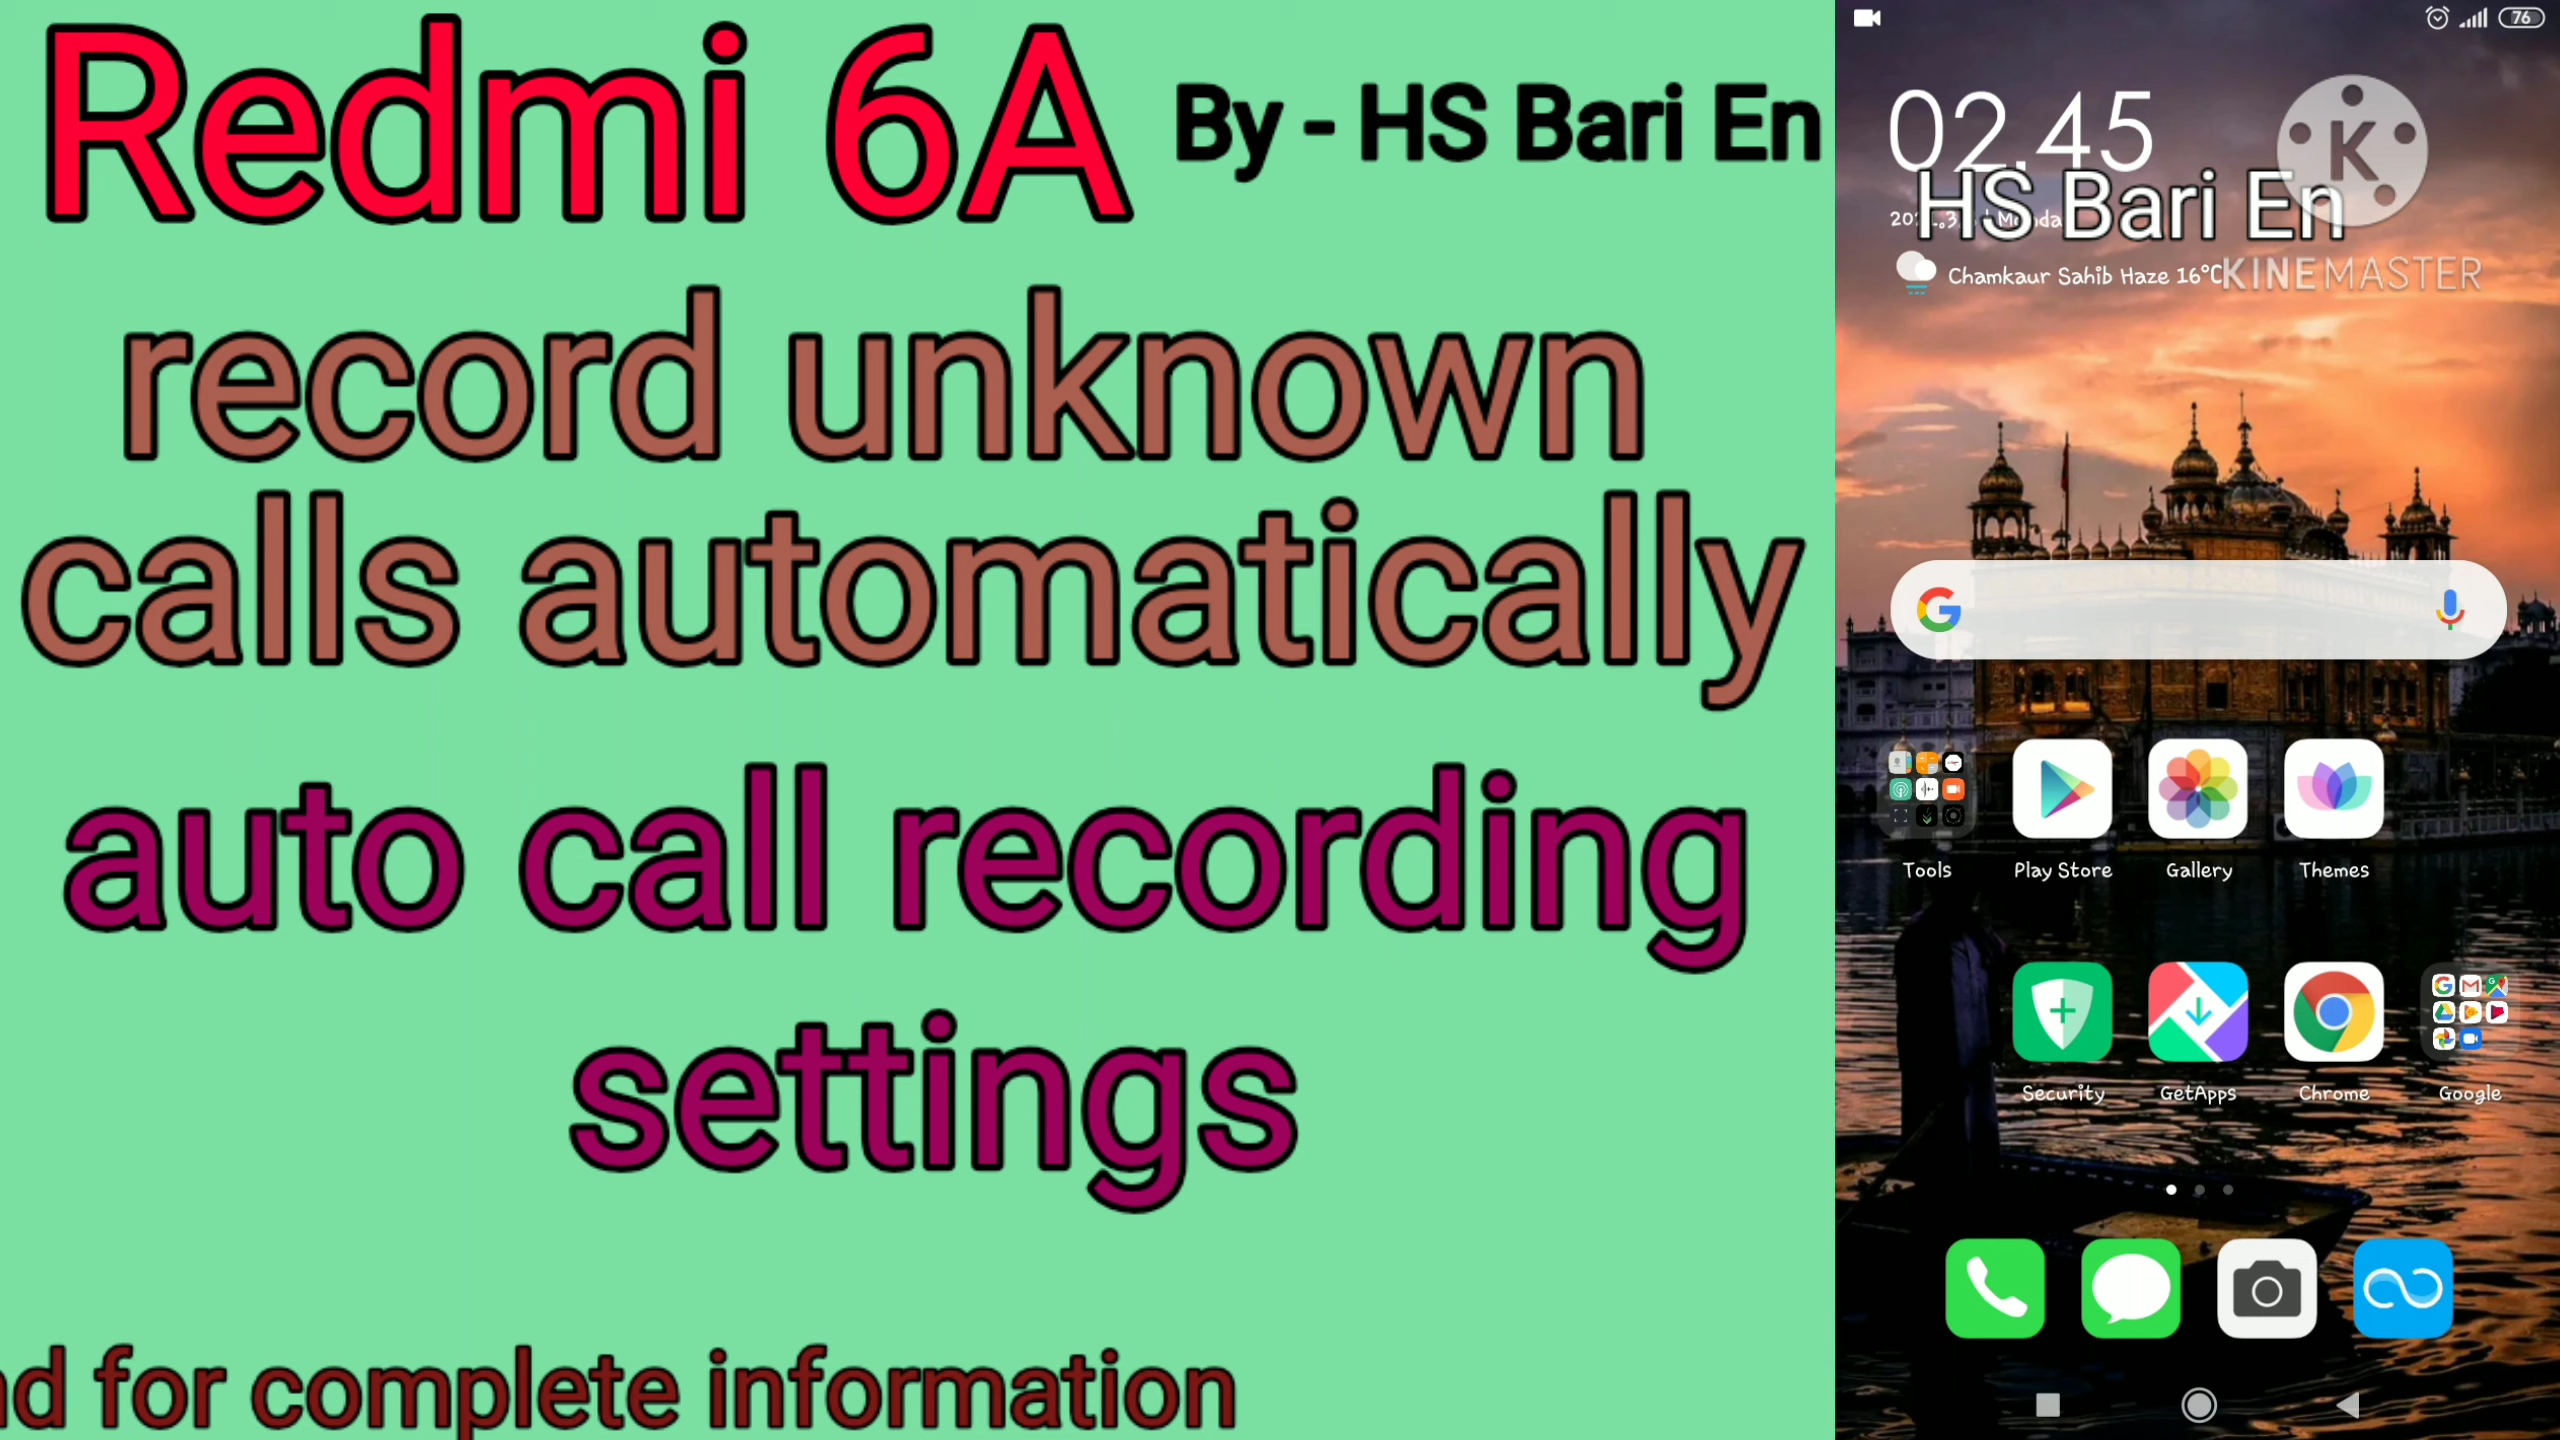 Redmi 6A By - HS Bari En
record unknown
calls automatically
auto call recording
settings
for complete information
76
02.45
HS Bari En
Chamkaur Sahib Haze 16°C
KINEMASTER
Tools Play Store Gallery Themes
Security GetApps Chrome Google